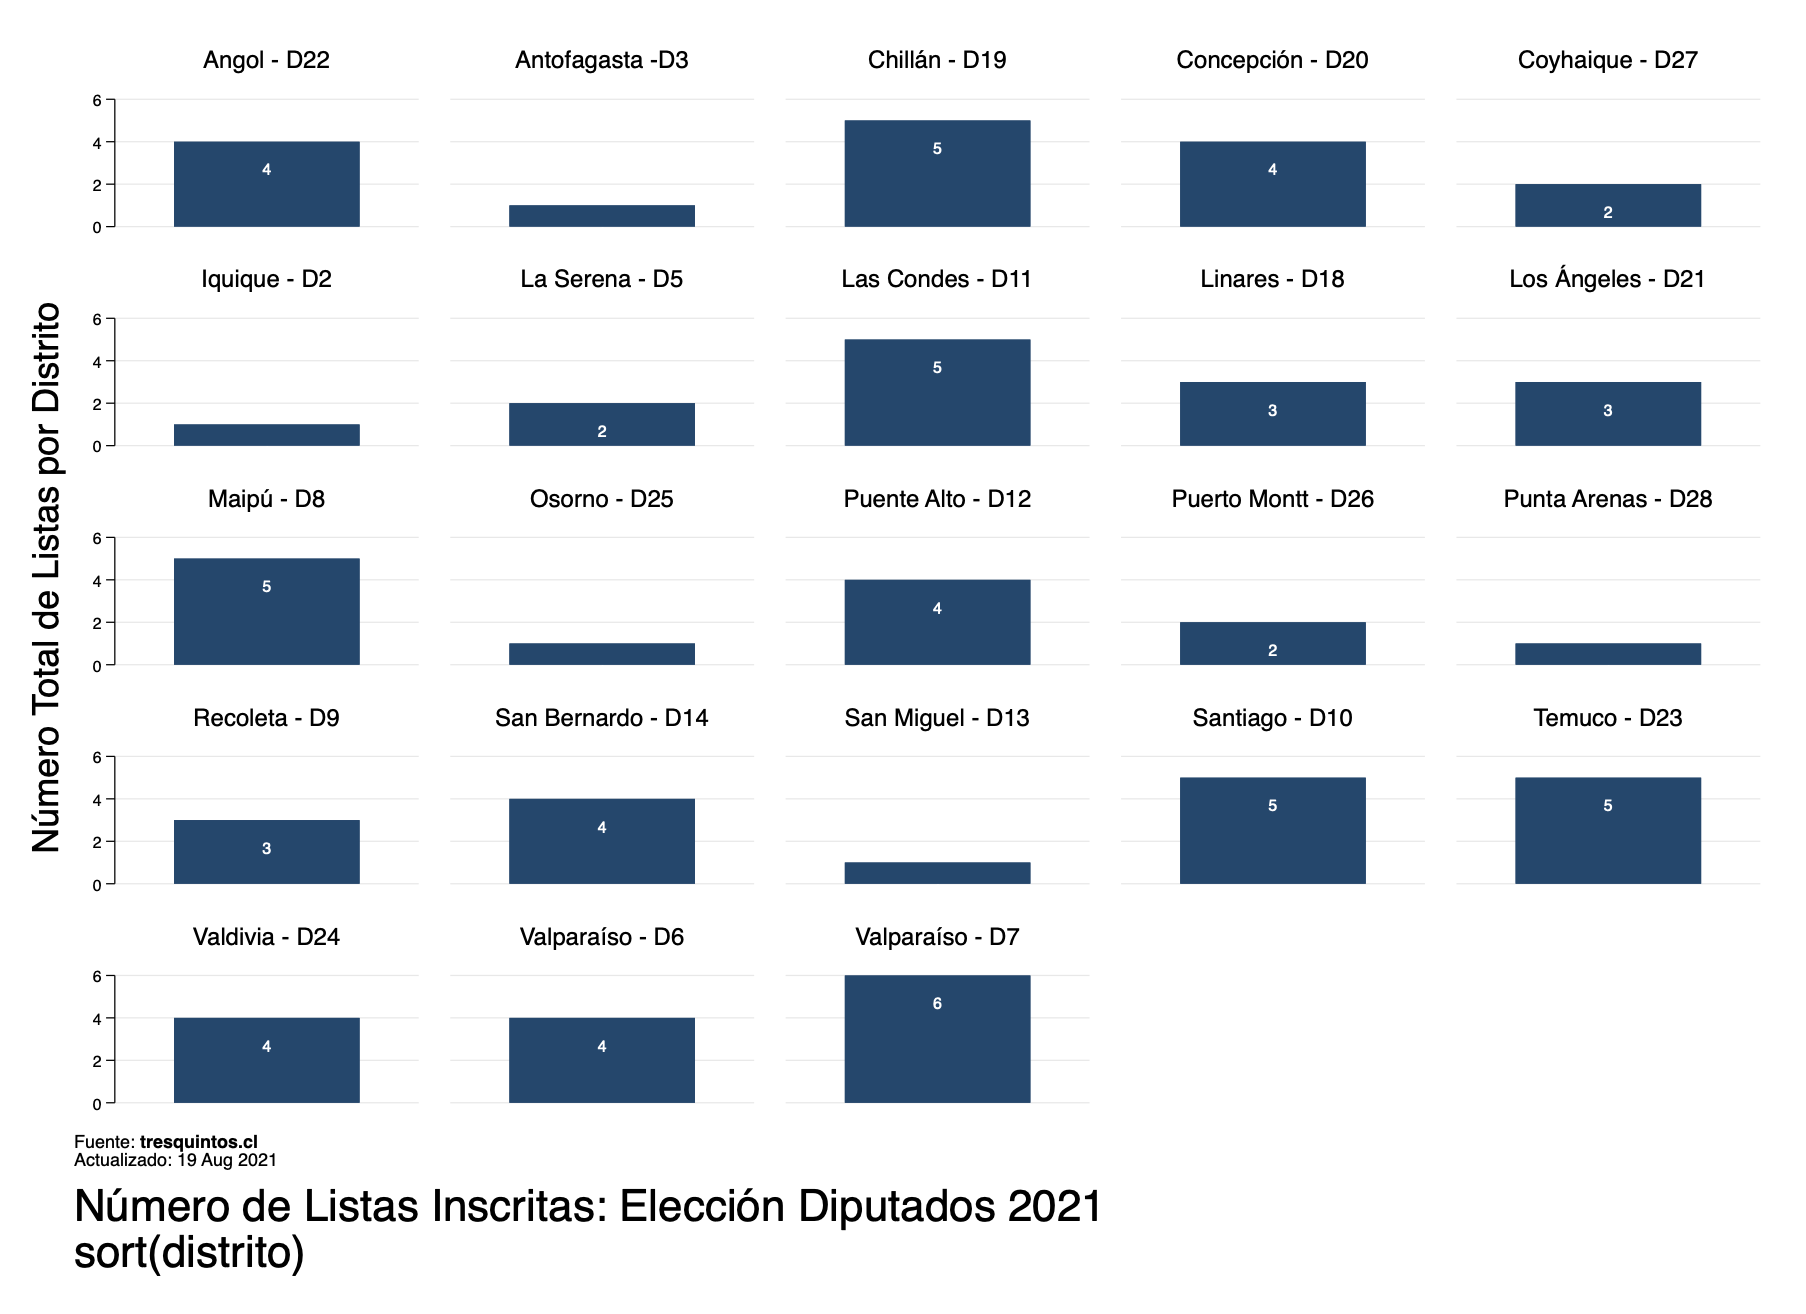 Angol - D22
Antofagasta -D3
Chillán - D19
Concepción - D20
Coyhaique - D27
6
4
2
0
4
5
4
2
Iquique - D2
La Serena - D5
Las Condes - D11
Linares - D18
Los Ángeles - D21
6
4
2
0
2
5
3
3
Número Total de Listas por Distrito
Maipú - D8
Osorno - D25
Puente Alto - D12
Puerto Montt - D26
Punta Arenas - D28
6
4
2
0
5
4
2
Recoleta - D9
San Bernardo - D14
San Miguel - D13
Santiago - D10
Temuco - D23
6
4
2
0
3
4
5
5
Valdivia - D24
Valparaíso - D6
Valparaíso - D7
6
4
2
0
4
4
6
Fuente: tresquintos.cl
Actualizado: 19 Aug 2021
Número de Listas Inscritas: Elección Diputados 2021
sort(distrito)